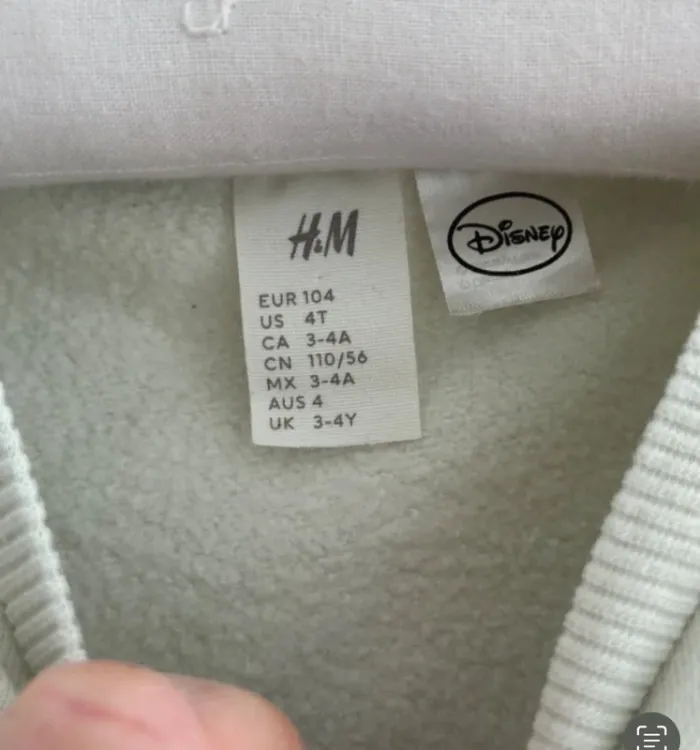 H&M
EUR 104
US 4T
CA 3-4A
CN 110/56
MX 3-4A
AUS 4
UK 3-4Y
Disney